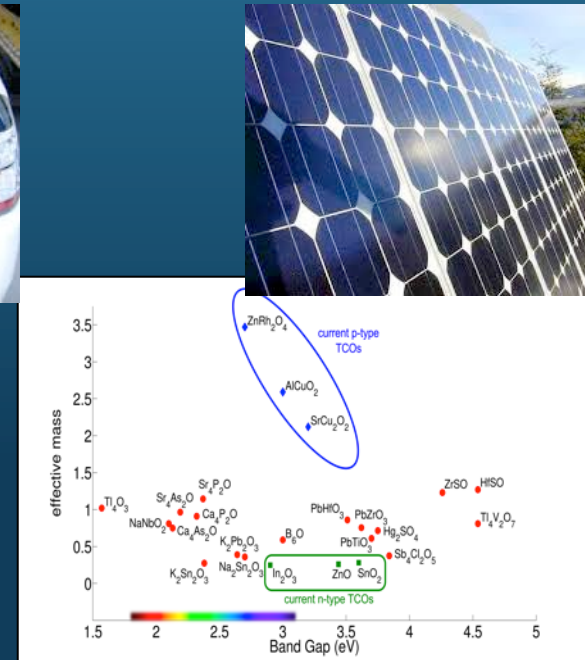 ZnRh₂O₄
current p-type
TCOs
AlCuO₂
SrCu₂O₂
3.5
3
2.5
2
1.5
1
0.5
0
effective mass
Tl₄O₃
Sr₄As₂O
Sr₄P₂O
NaNbO₂
Ca₄As₂O
Ca₄P₂O
K₂Sn₂O₃
K₂Pb₂O₃
Na₂Sn₂O₃
B₆O
PbHfO₃
PbZrO₃
Hg₂SO₄
PbTiO₃
Sb₄Cl₂O₅
ZrSO
HfSO
Tl₄V₂O₇
In₂O₃
ZnO
SnO₂
current n-type TCOs
1.5 2 2.5 3 3.5 4 4.5 5
Band Gap (eV)